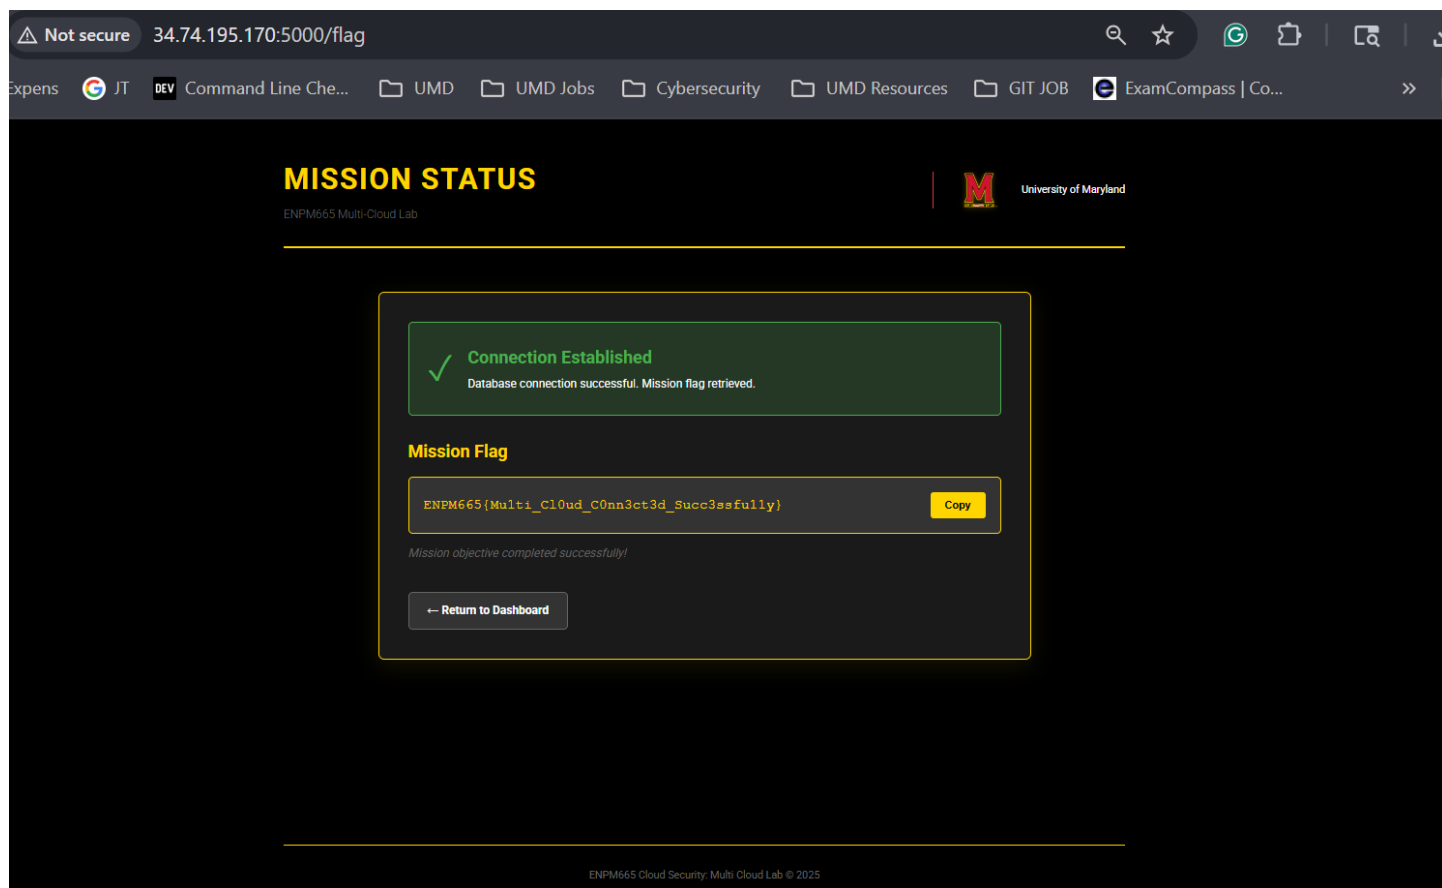 Not secure 34.74.195.170:5000/flag
Expens JT DEV Command Line Che... UMD UMD Jobs Cybersecurity UMD Resources GIT JOB ExamCompass | Co... »
MISSION STATUS
ENPM665 Multi-Cloud Lab
University of Maryland
✓ Connection Established
Database connection successful. Mission flag retrieved.
Mission Flag
ENPM665{Mu1ti_Cl0ud_C0nn3ct3d_Succ3ssfu11y}
Copy
Mission objective completed successfully!
← Return to Dashboard
ENPM665 Cloud Security: Multi Cloud Lab © 2025